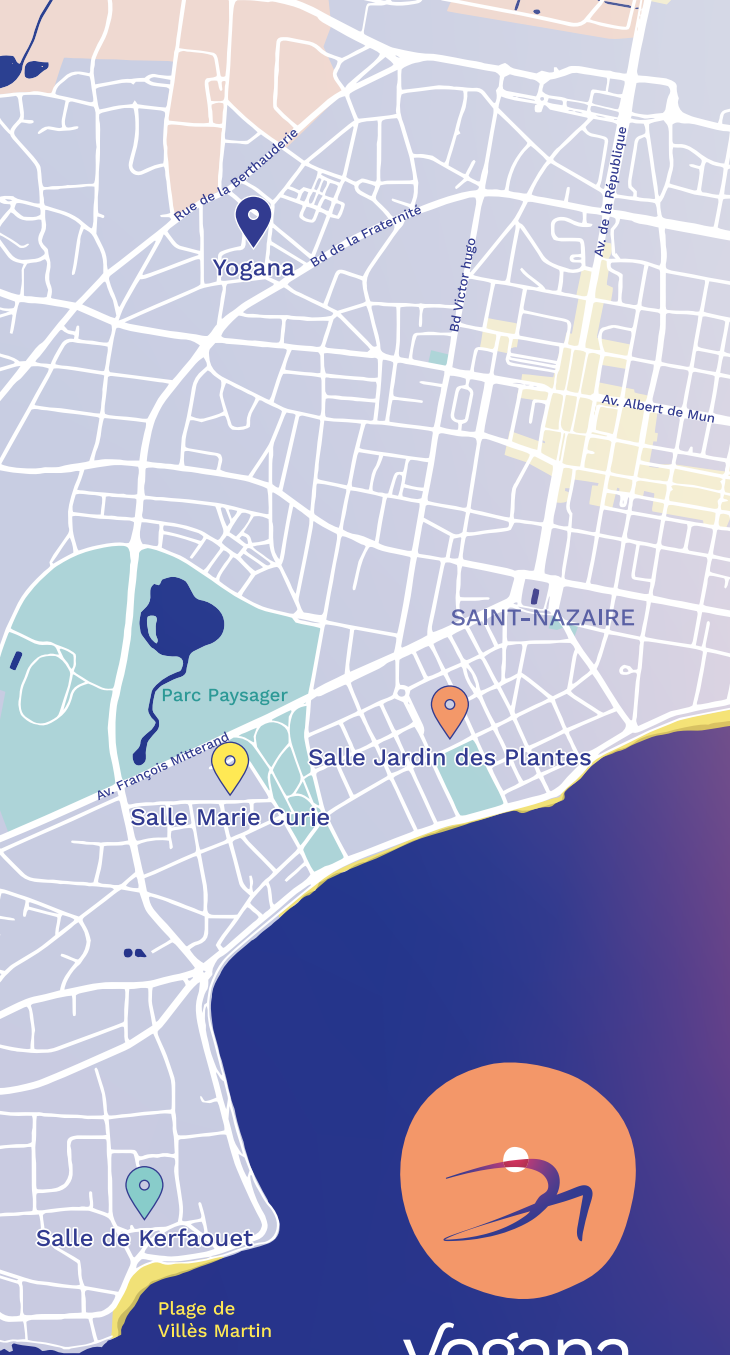 Rue de la Berthauderie
Av. de la République
Bd de la Fraternité
Yogana
Bd Victor hugo
Av. Albert de Mun
SAINT-NAZAIRE
Parc Paysager
Av. François Mitterand
Salle Jardin des Plantes
Salle Marie Curie
Salle de Kerfaouet
Plage de
Villès Martin
Yogana